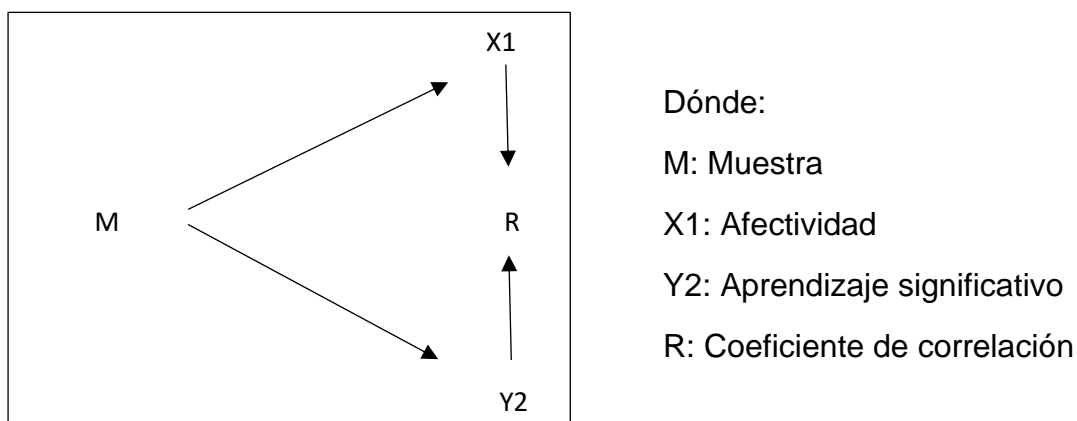 X1
M
R
Y2
Dónde:
M: Muestra
X1: Afectividad
Y2: Aprendizaje significativo
R: Coeficiente de correlación